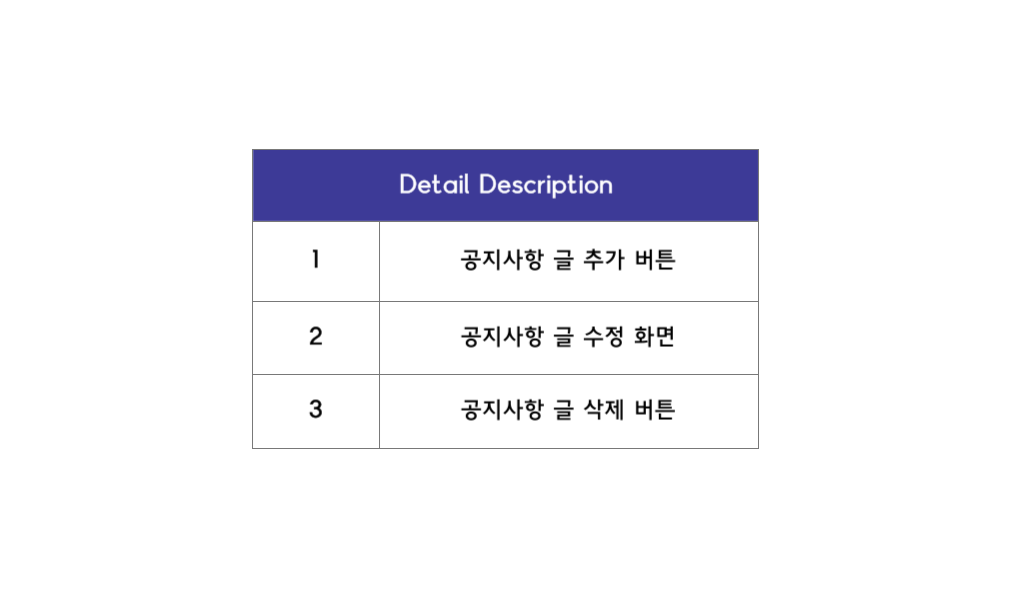 Detail Description
1 공지사항 글 추가 버튼
2 공지사항 글 수정 화면
3 공지사항 글 삭제 버튼